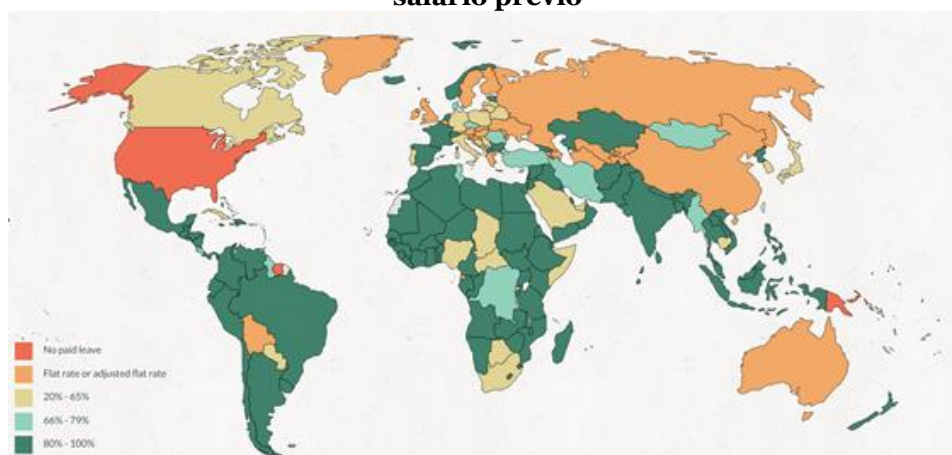 salario previo
No paid leave
Flat rate or adjusted flat rate
20% - 65%
66% - 79%
80% - 100%